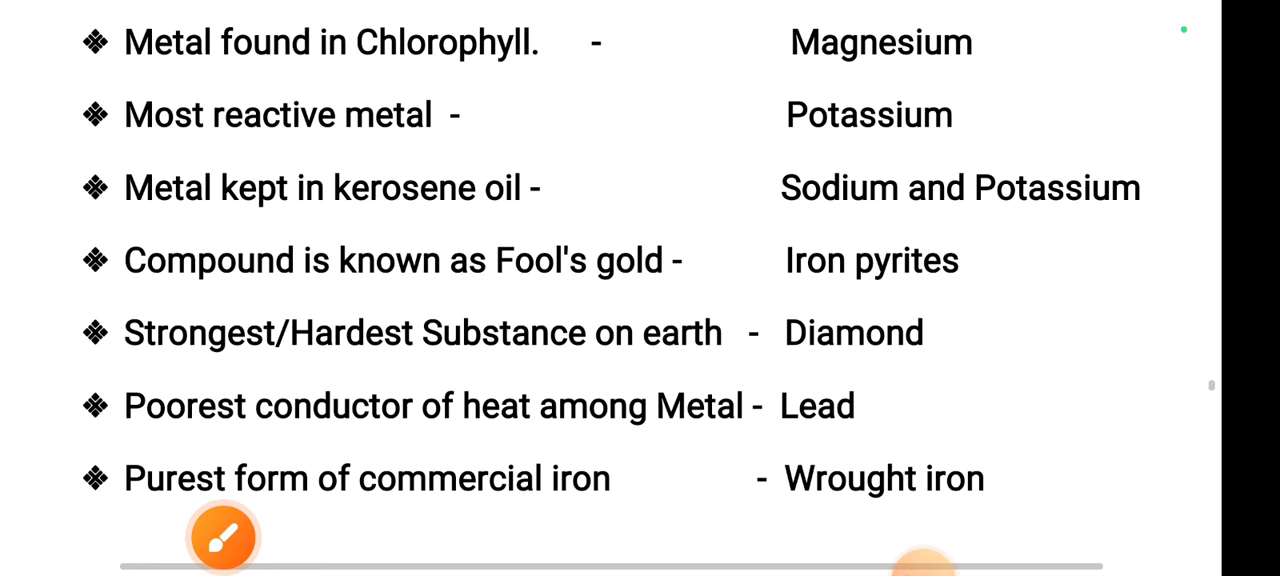 ❖ Metal found in Chlorophyll. - Magnesium
❖ Most reactive metal - Potassium
❖ Metal kept in kerosene oil - Sodium and Potassium
❖ Compound is known as Fool's gold - Iron pyrites
❖ Strongest/Hardest Substance on earth - Diamond
❖ Poorest conductor of heat among Metal - Lead
❖ Purest form of commercial iron - Wrought iron